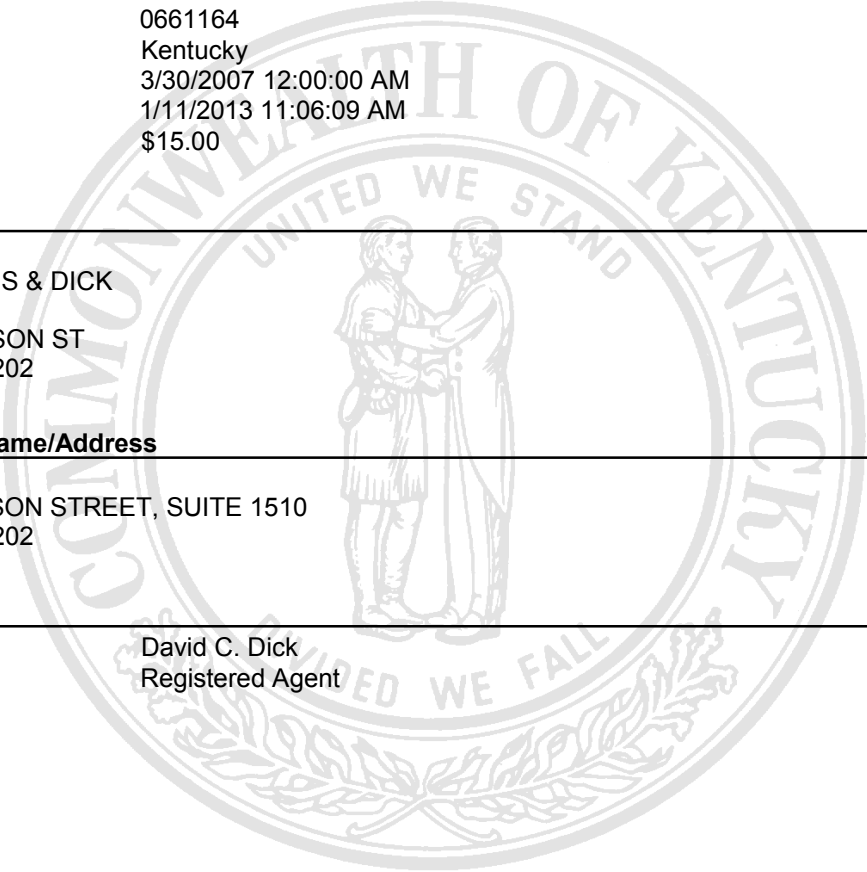 0661164
Kentucky
3/30/2007 12:00:00 AM
1/11/2013 11:06:09 AM
$15.00
COMMONWEALTH OF KENTUCKY
UNITED WE STAND
S & DICK
SON ST
202
ame/Address
SON STREET, SUITE 1510
202
David C. Dick
Registered Agent
DIVIDED WE FALL